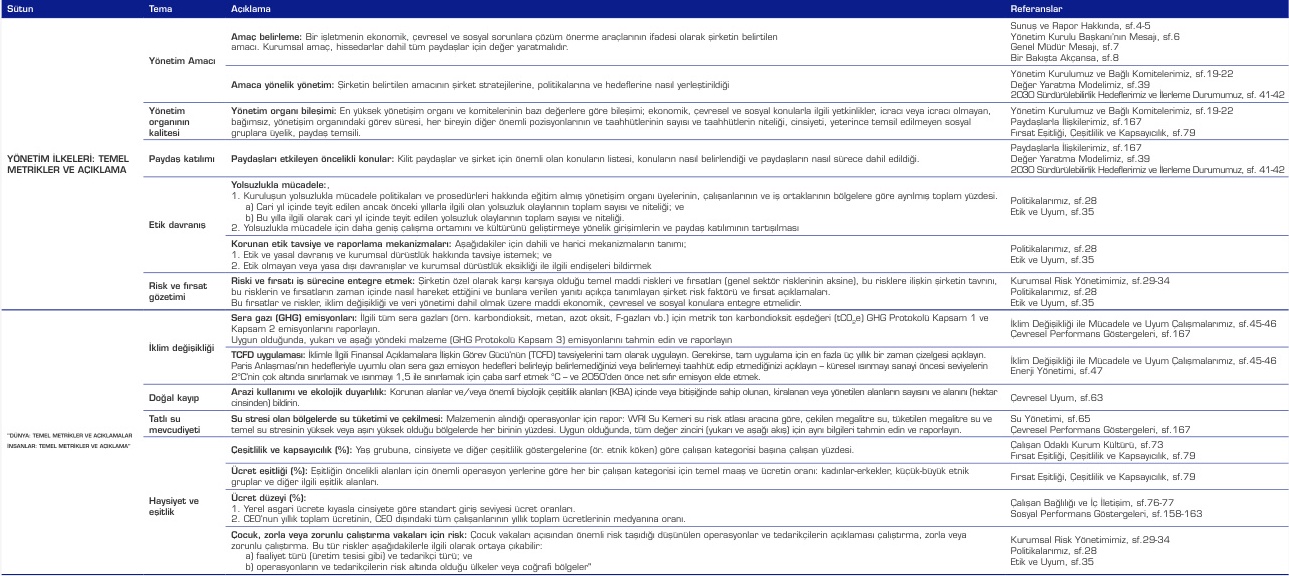 Sütun Tema Açıklama Referanslar
YÖNETİM İLKELERİ: TEMEL
METRİKLER VE AÇIKLAMA
Yönetim Amacı
Amaç belirleme: Bir işletmenin ekonomik, çevresel ve sosyal sorunlara çözüm önerme araçlarının ifadesi olarak şirketin belirtilen
amacı. Kurumsal amaç, hissedarlar dahil tüm paydaşlar için değer yaratmalıdır.
Sunuş ve Rapor Hakkında, sf.4-5
Yönetim Kurulu Başkanı'nın Mesajı, sf.6
Genel Müdür Mesajı, sf.7
Bir Bakışta Akçansa, sf.8
Amaca yönelik yönetim: Şirketin belirtilen amacının şirket stratejilerine, politikalarına ve hedeflerine nasıl yerleştirildiği
Yönetim Kurulumuz ve Bağlı Komitelerimiz, sf.19-22
Değer Yaratma Modelimiz, sf.39
2030 Sürdürülebilirlik Hedeflerimiz ve İlerleme Durumumuz, sf. 41-42
Yönetim
organının
kalitesi
Yönetim organı bileşimi: En yüksek yönetişim organı ve komitelerinin bazı değerlere göre bileşimi; ekonomik, çevresel ve sosyal konularla ilgili yetkinlikler, icracı veya icracı olmayan,
bağımsız, yönetişim organındaki görev süresi, her bireyin diğer önemli pozisyonlarının ve taahhütlerinin sayısı ve taahhütlerin niteliği, cinsiyeti, yeterince temsil edilmeyen sosyal
gruplara üyelik, paydaş temsili.
Yönetim Kurulumuz ve Bağlı Komitelerimiz, sf.19-22
Paydaşlarla İlişkilerimiz, sf.167
Fırsat Eşitliği, Çeşitlilik ve Kapsayıcılık, sf.79
Paydaş katılımı
Paydaşları etkileyen öncelikli konular: Kilit paydaşlar ve şirket için önemli olan konuların listesi, konuların nasıl belirlendiği ve paydaşların nasıl sürece dahil edildiği.
Paydaşlarla İlişkilerimiz, sf.167
Değer Yaratma Modelimiz, sf.39
2030 Sürdürülebilirlik Hedeflerimiz ve İlerleme Durumumuz, sf. 41-42
Etik davranış
Yolsuzlukla mücadele:,
1. Kuruluşun yolsuzlukla mücadele politikaları ve prosedürleri hakkında eğitim almış yönetişim organı üyelerinin, çalışanlarının ve iş ortaklarının bölgelere göre ayrılmış toplam yüzdesi.
a) Cari yıl içinde teyit edilen ancak önceki yıllarla ilgili olan yolsuzluk olaylarının toplam sayısı ve niteliği; ve
b) Bu yılla ilgili olarak cari yıl içinde teyit edilen yolsuzluk olaylarının toplam sayısı ve niteliği.
2. Yolsuzlukla mücadele için daha geniş çalışma ortamını ve kültürünü geliştirmeye yönelik girişimlerin ve paydaş katılımının tartışılması
Politikalarımız, sf.28
Etik ve Uyum, sf.35
Korunan etik tavsiye ve raporlama mekanizmaları: Aşağıdakiler için dahili ve harici mekanizmaların tanımı;
1. Etik ve yasal davranış ve kurumsal dürüstlük hakkında tavsiye istemek; ve
2. Etik olmayan veya yasa dışı davranışlar ve kurumsal dürüstlük eksikliği ile ilgili endişeleri bildirmek
Politikalarımız, sf.28
Etik ve Uyum, sf.35
Risk ve fırsat
gözetimi
Riski ve fırsatı iş sürecine entegre etmek: Şirketin özel olarak karşı karşıya olduğu temel maddi riskleri ve fırsatları (genel sektör risklerinin aksine), bu risklere ilişkin şirketin tavrını,
bu risklerin ve fırsatların zaman içinde nasıl hareket ettiğini ve bunlara verilen yanıtı açıkça tanımlayan şirket risk faktörü ve fırsat açıklamaları.
Bu fırsatlar ve riskler, iklim değişikliği ve veri yönetimi dahil olmak üzere maddi ekonomik, çevresel ve sosyal konulara entegre etmelidir.
Kurumsal Risk Yönetimimiz, sf.29-34
Politikalarımız, sf.28
Etik ve Uyum, sf.35
"DÜNYA: TEMEL METRİKLER VE AÇIKLAMALAR
İNSANLAR: TEMEL METRİKLER VE AÇIKLAMA"
İklim değişikliği
Sera gazı (GHG) emisyonları: İlgili tüm sera gazları (örn. karbondioksit, metan, azot oksit, F-gazları vb.) için metrik ton karbondioksit eşdeğeri (tCO₂e) GHG Protokolü Kapsam 1 ve
Kapsam 2 emisyonlarını raporlayın.
Uygun olduğunda, yukarı ve aşağı yöndeki malzeme (GHG Protokolü Kapsam 3) emisyonlarını tahmin edin ve raporlayın
İklim Değişikliği ile Mücadele ve Uyum Çalışmalarımız, sf.45-46
Çevresel Performans Göstergeleri, sf.167
TCFD uygulaması: İklimle İlgili Finansal Açıklamalara İlişkin Görev Gücü'nün (TCFD) tavsiyelerini tam olarak uygulayın. Gerekirse, tam uygulama için en fazla üç yıllık bir zaman çizelgesi açıklayın.
Paris Anlaşması'nın hedefleriyle uyumlu olan sera gazı emisyon hedefleri belirleyip belirlemediğinizi veya belirlemeyi taahhüt edip etmediğinizi açıklayın – küresel ısınmayı sanayi öncesi seviyelerin
2°C'nin çok altında sınırlamak ve ısınmayı 1,5 ile sınırlamak için çaba sarf etmek °C – ve 2050'den önce net sıfır emisyon elde etmek.
İklim Değişikliği ile Mücadele ve Uyum Çalışmalarımız, sf.45-46
Enerji Yönetimi, sf.47
Doğal kayıp
Arazi kullanımı ve ekolojik duyarlılık: Korunan alanlar ve/veya önemli biyolojik çeşitlilik alanları (KBA) içinde veya bitişiğinde sahip olunan, kiralanan veya yönetilen alanların sayısını ve alanını (hektar
cinsinden) bildirin.
Çevresel Uyum, sf.63
Tatlı su
mevcudiyeti
Su stresi olan bölgelerde su tüketimi ve çekilmesi: Malzemenin alındığı operasyonlar için rapor: WRI Su Kemeri su riski atlası aracına göre, çekilen megalitre su, tüketilen megalitre su ve
temel su stresinin yüksek veya aşırı yüksek olduğu bölgelerde her birinin yüzdesi. Uygun olduğunda, tüm değer zinciri (yukarı ve aşağı akış) için aynı bilgileri tahmin edin ve raporlayın.
Su Yönetimi, sf.65
Çevresel Performans Göstergeleri, sf.167
Haysiyet ve
eşitlik
Çeşitlilik ve kapsayıcılık (%): Yaş grubuna, cinsiyete ve diğer çeşitlilik göstergelerine (ör. etnik köken) göre çalışan kategorisi başına çalışan yüzdesi.
Çalışan Odaklı Kurum Kültürü, sf.73
Fırsat Eşitliği, Çeşitlilik ve Kapsayıcılık, sf.79
Ücret eşitliği (%): Eşitliğin öncelikli alanları için önemli operasyon yerlerine göre her bir çalışan kategorisi için temel maaş ve ücretin oranı: kadınlar-erkekler, küçük-büyük etnik
gruplar ve diğer ilgili eşitlik alanları.
Fırsat Eşitliği, Çeşitlilik ve Kapsayıcılık, sf.79
Ücret düzeyi (%):
1. Yerel asgari ücrete kıyasla cinsiyete göre standart giriş seviyesi ücret oranları.
2. CEO'nun yıllık toplam ücretinin, CEO dışındaki tüm çalışanlarının yıllık toplam ücretlerinin medyanına oranı.
Çalışan Bağlılığı ve İç İletişim, sf.76-77
Sosyal Performans Göstergeleri, sf.158-163
Çocuk, zorla veya zorunlu çalıştırma vakaları için risk: Çocuk vakaları açısından önemli risk taşıdığı düşünülen operasyonlar ve tedarikçilerin açıklaması çalıştırma, zorla veya
zorunlu çalıştırma. Bu tür riskler aşağıdakilerle ilgili olarak ortaya çıkabilir:
a) faaliyet türü (üretim tesisi gibi) ve tedarikçi türü; ve
b) operasyonların ve tedarikçilerin risk altında olduğu ülkeler veya coğrafi bölgeler"
Kurumsal Risk Yönetimimiz, sf.29-34
Politikalarımız, sf.28
Etik ve Uyum, sf.35